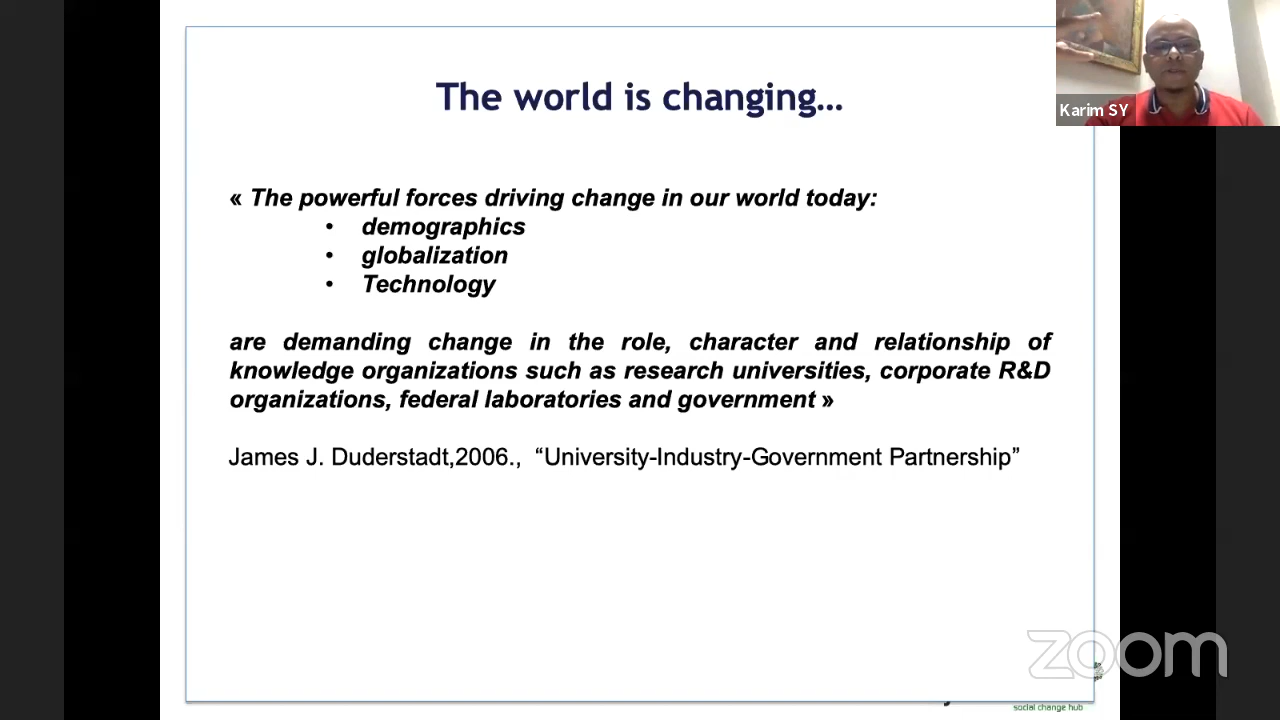 The world is changing…
Karim SY
« The powerful forces driving change in our world today:
• demographics
• globalization
• Technology
are demanding change in the role, character and relationship of
knowledge organizations such as research universities, corporate R&D
organizations, federal laboratories and government »
James J. Duderstadt,2006., “University-Industry-Government Partnership”
zoom
social change hub